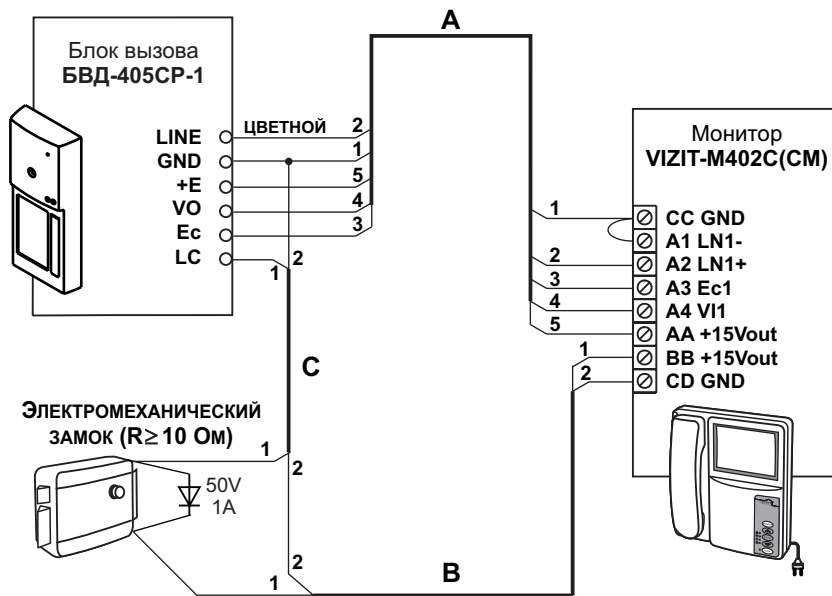 A
Блок вызова
БВД-405СР-1
LINE
GND
+E
VO
Ec
LC
ЦВЕТНОЙ
2
1
5
4
3
1
2
C
Монитор
VIZIT-M402C(CM)
1
2
3
4
5
1
2
CC GND
A1 LN1-
A2 LN1+
A3 Ec1
A4 VI1
AA +15Vout
BB +15Vout
CD GND
ЭЛЕКТРОМЕХАНИЧЕСКИЙ
ЗАМОК (R≥10 ОМ)
1
2
50V
1A
2
1
B